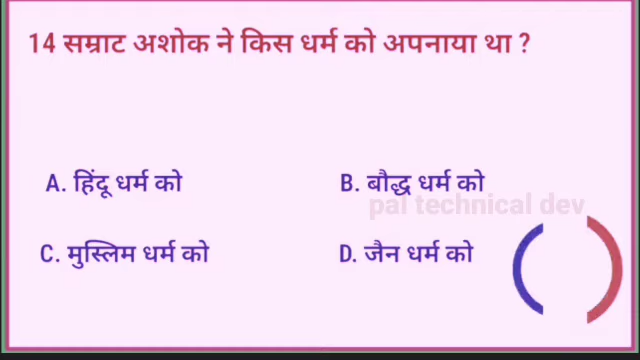 14 सम्राट अशोक ने किस धर्म को अपनाया था ?
A. हिंदू धर्म को
B. बौद्ध धर्म को
pal technical dev
C. मुस्लिम धर्म को
D. जैन धर्म को